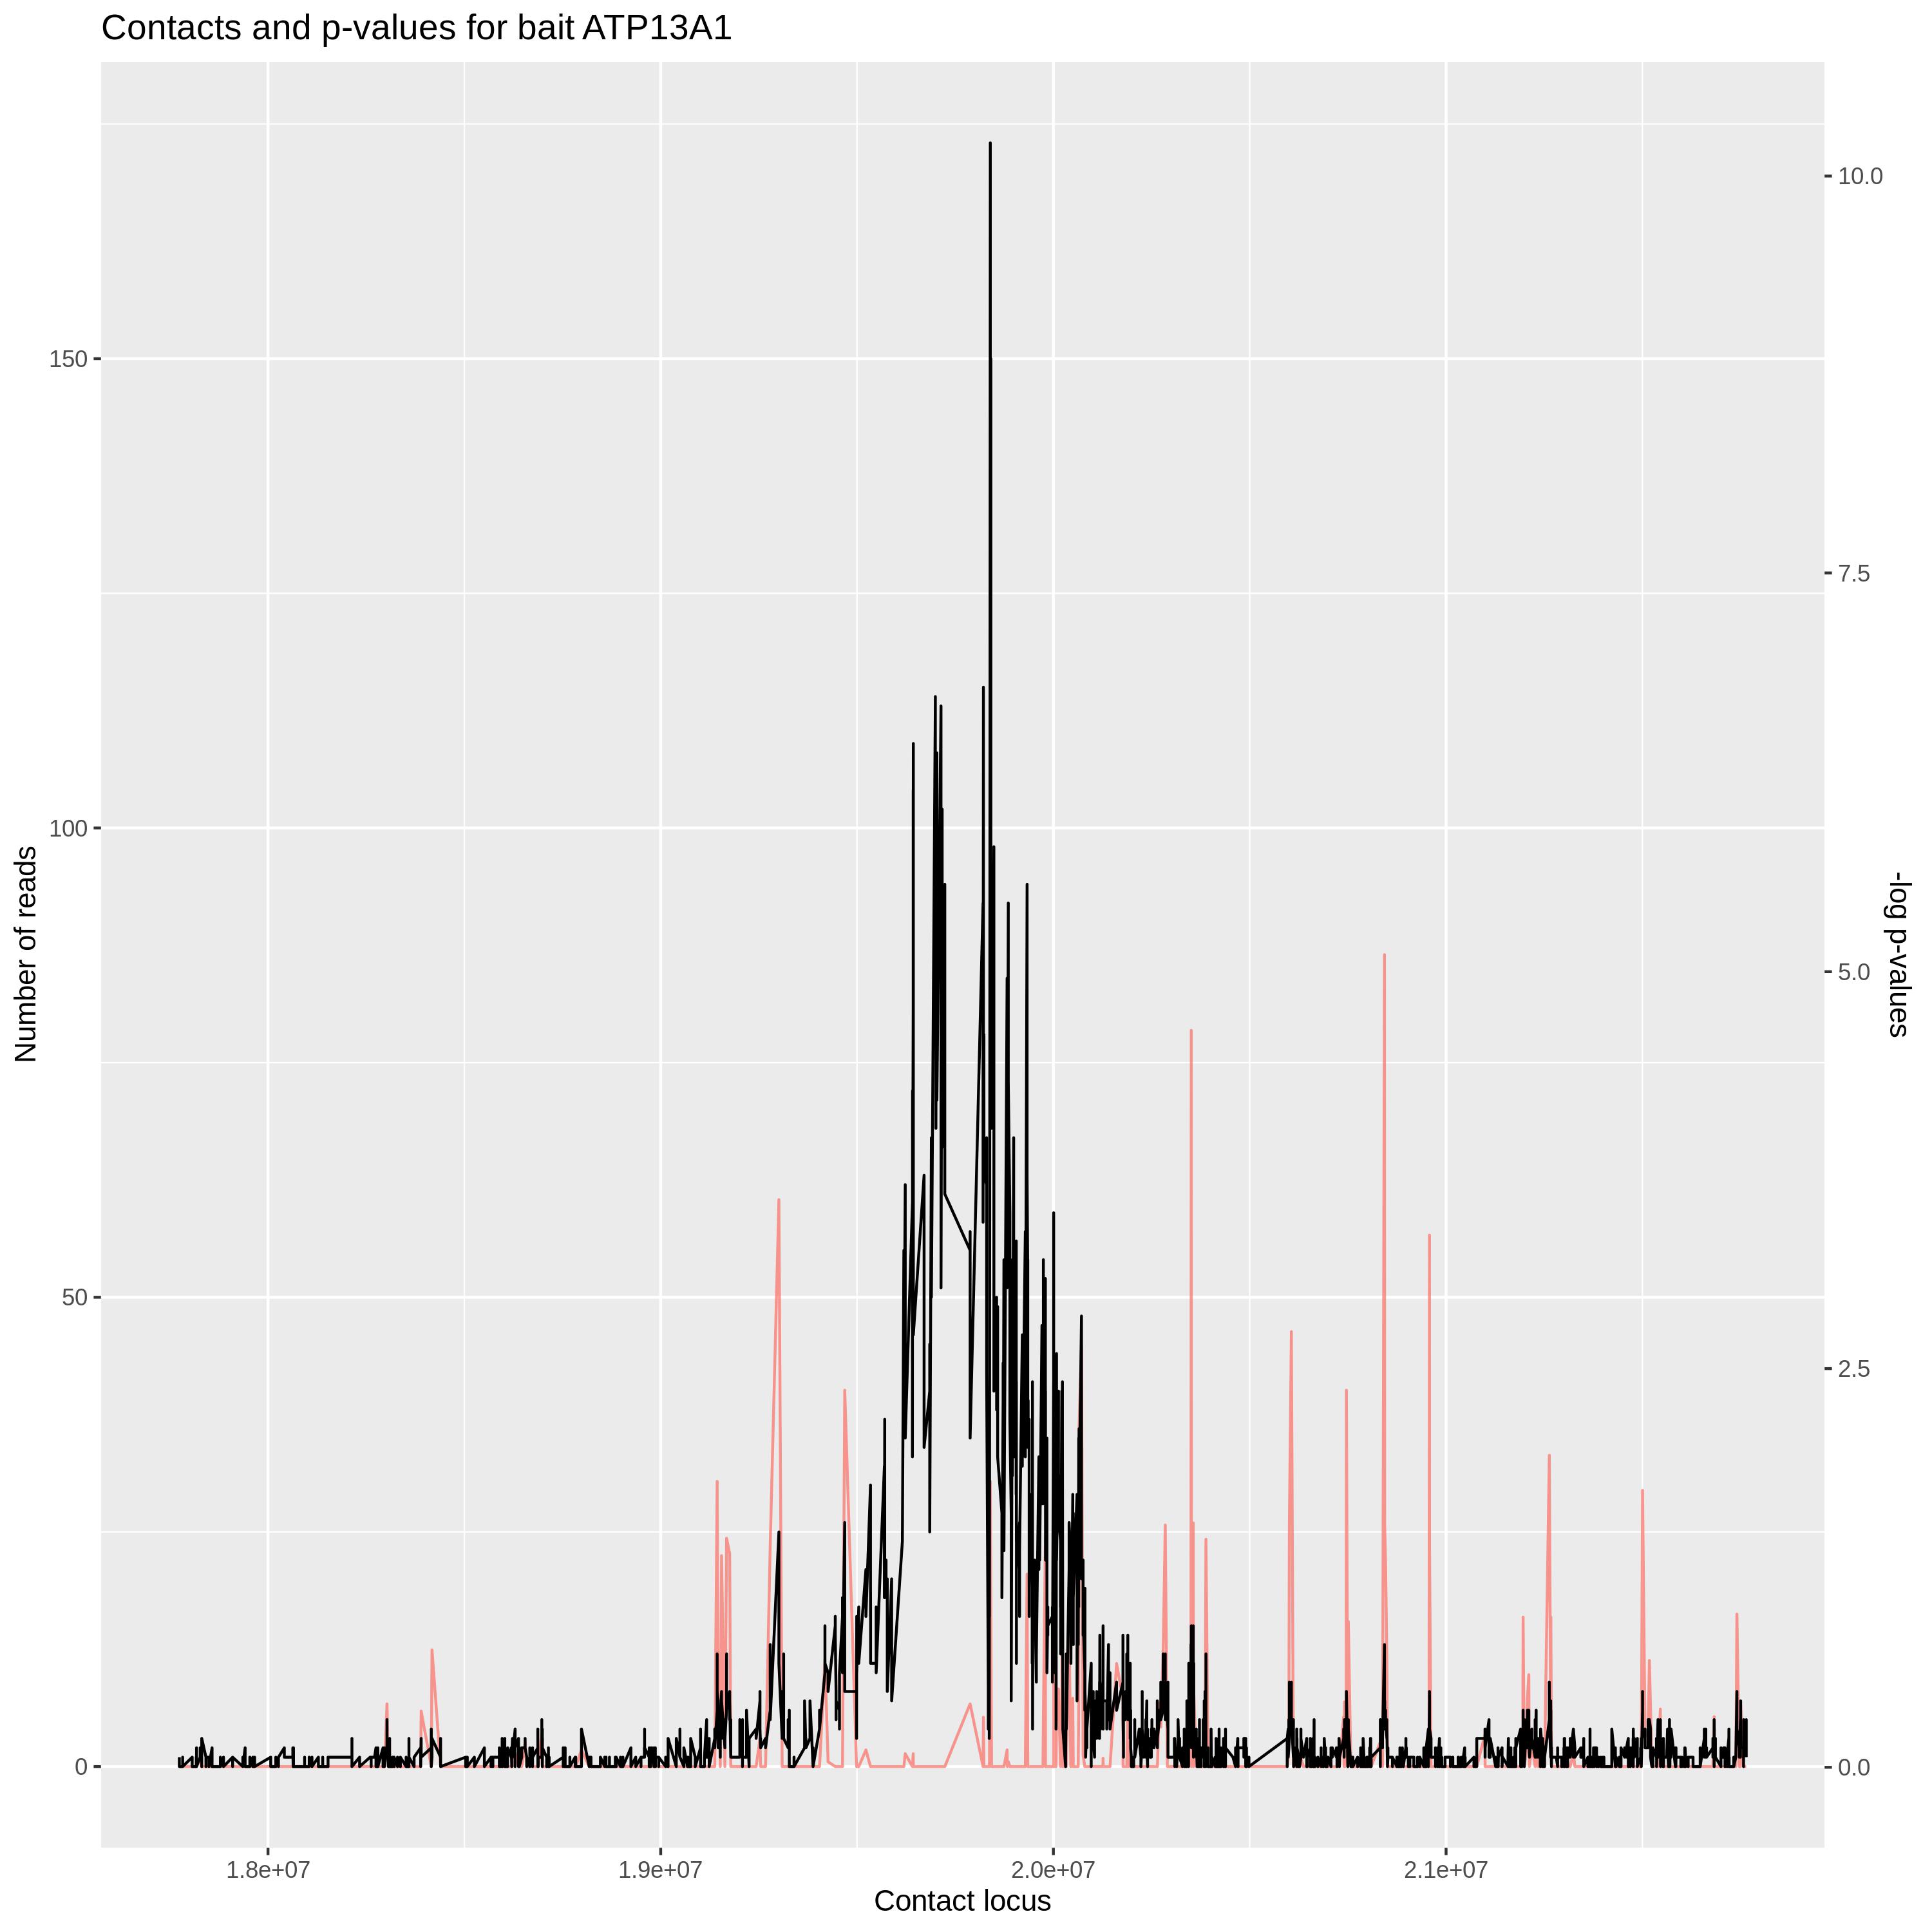 Contacts and p-values for bait ATP13A1
Number of reads
150
100
50
0
10.0
7.5
5.0
2.5
0.0
-log p-values
1.8e+07
1.9e+07
2.0e+07
2.1e+07
Contact locus